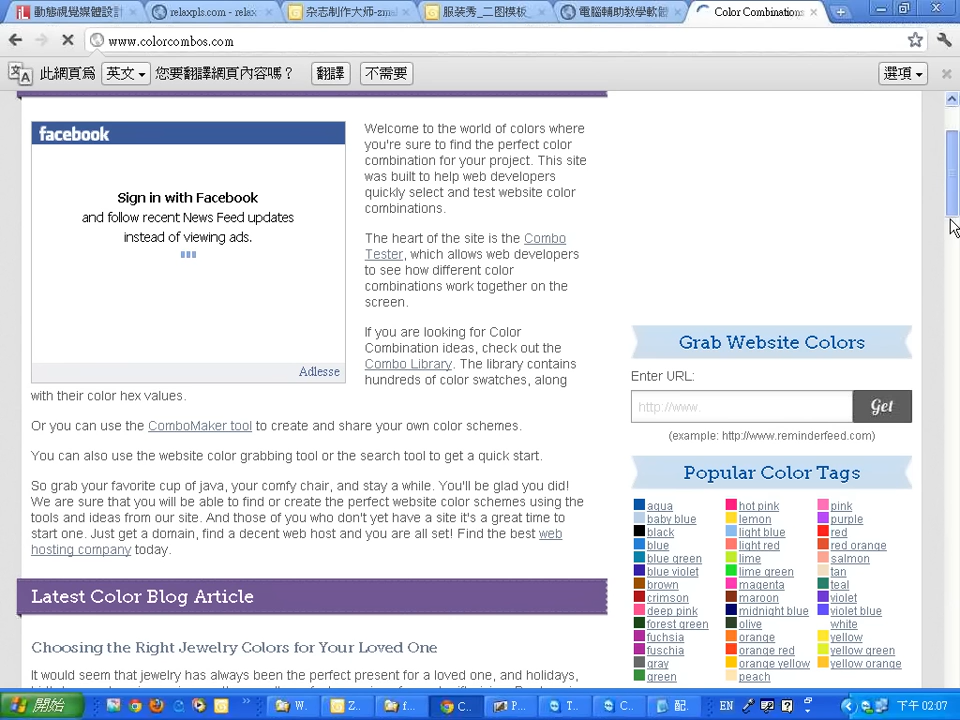 動態視覺媒體設計
relaxpls.com - relax
杂志制作大师-zma
服装秀_二图模板_
電腦輔助教學軟體
Color Combination
www.colorcombos.com
此網頁為 英文 您要翻譯網頁內容嗎？ 翻譯 不需要 選項
facebook
Sign in with Facebook
and follow recent News Feed updates
instead of viewing ads.
Adlesse
Welcome to the world of colors where
you're sure to find the perfect color
combination for your project. This site
was built to help web developers
quickly select and test website color
combinations.
The heart of the site is the Combo
Tester, which allows web developers
to see how different color
combinations work together on the
screen.
If you are looking for Color
Combination ideas, check out the
Combo Library. The library contains
hundreds of color swatches, along
with their color hex values.
Or you can use the ComboMaker tool to create and share your own color schemes.
You can also use the website color grabbing tool or the search tool to get a quick start.
So grab your favorite cup of java, your comfy chair, and stay a while. You'll be glad you did!
We are sure that you will be able to find or create the perfect website color schemes using the
tools and ideas from our site. And those of you who don't yet have a site it's a great time to
start one. Just get a domain, find a decent web host and you are all set! Find the best web
hosting company today.
Latest Color Blog Article
Choosing the Right Jewelry Colors for Your Loved One
It would seem that jewelry has always been the perfect present for a loved one, and holidays,
Grab Website Colors
Enter URL:
http://www.
Get
(example: http://www.reminderfeed.com)
Popular Color Tags
aqua
baby blue
black
blue
blue green
blue violet
brown
crimson
deep pink
forest green
fuchsia
fuschia
gray
green
hot pink
lemon
light blue
light red
lime
lime green
magenta
maroon
midnight blue
olive
orange
orange red
orange yellow
peach
pink
purple
red
red orange
salmon
tan
teal
violet
violet blue
white
yellow
yellow green
yellow orange
開始
W...
Z...
f...
C...
P...
T...
C...
配...
EN
下午 02:07